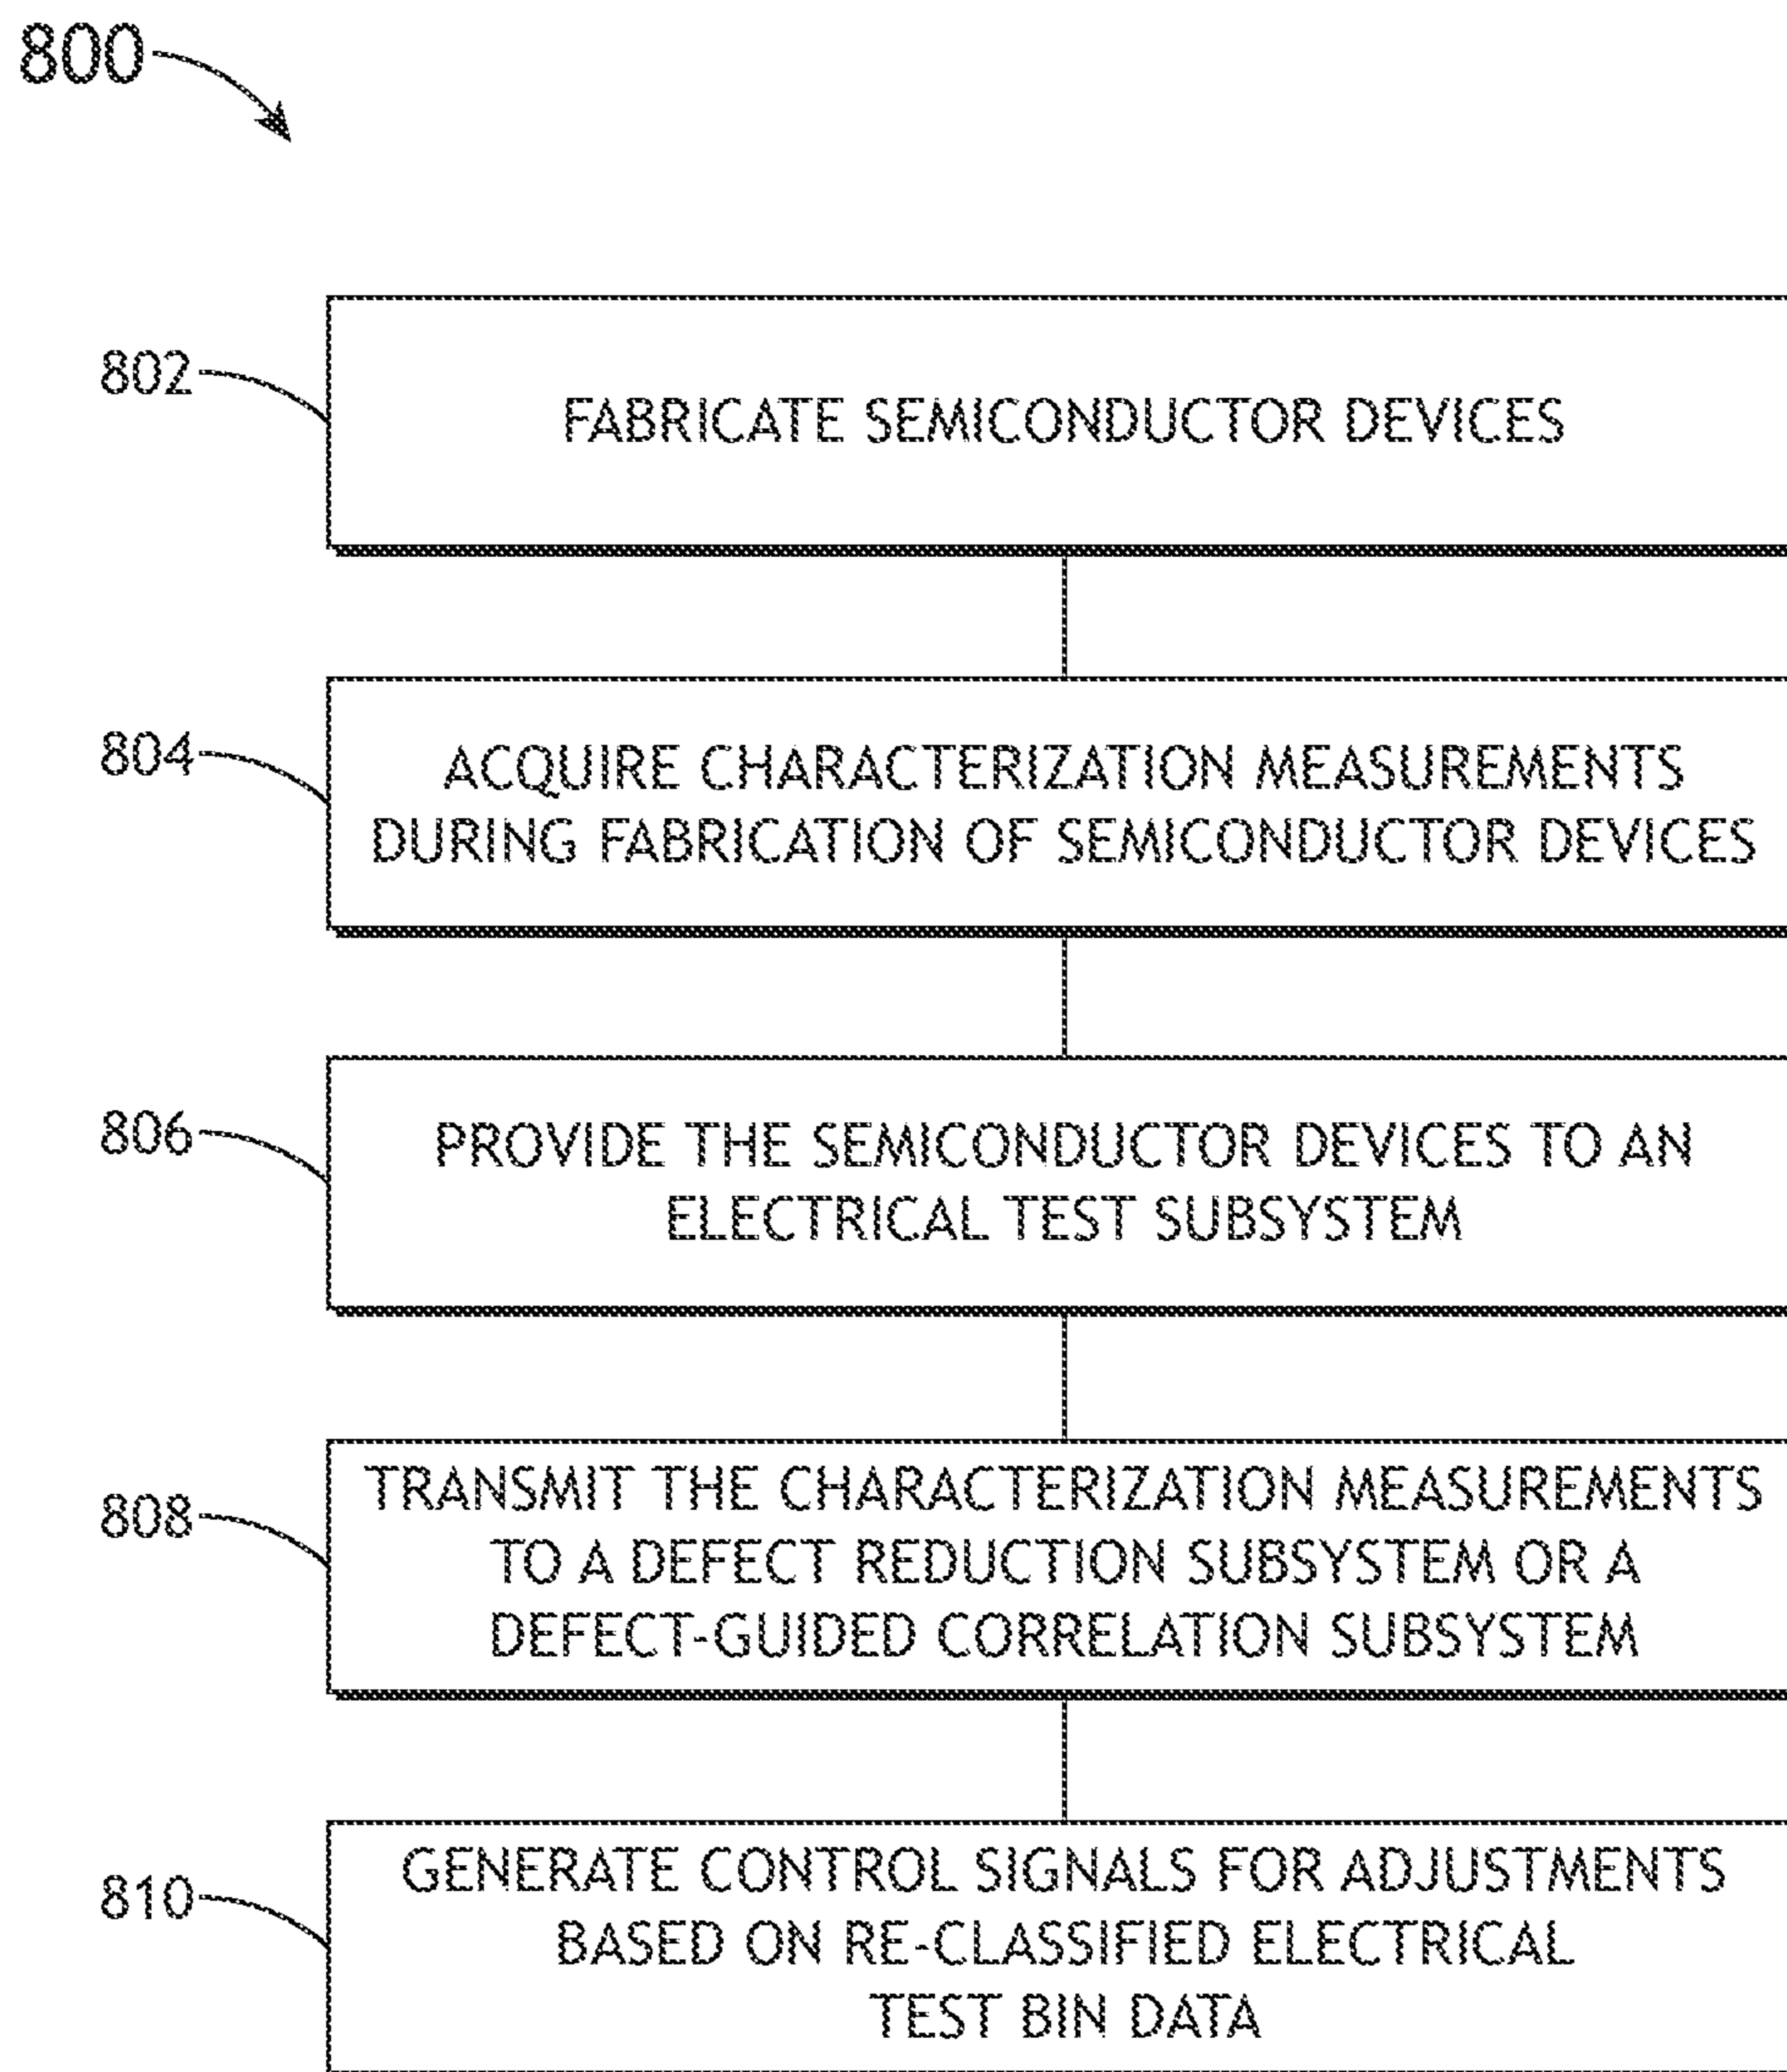 800
802
FABRICATE SEMICONDUCTOR DEVICES
804
ACQUIRE CHARACTERIZATION MEASUREMENTS
DURING FABRICATION OF SEMICONDUCTOR DEVICES
806
PROVIDE THE SEMICONDUCTOR DEVICES TO AN
ELECTRICAL TEST SUBSYSTEM
808
TRANSMIT THE CHARACTERIZATION MEASUREMENTS
TO A DEFECT REDUCTION SUBSYSTEM OR A
DEFECT-GUIDED CORRELATION SUBSYSTEM
810
GENERATE CONTROL SIGNALS FOR ADJUSTMENTS
BASED ON RE-CLASSIFIED ELECTRICAL
TEST BIN DATA